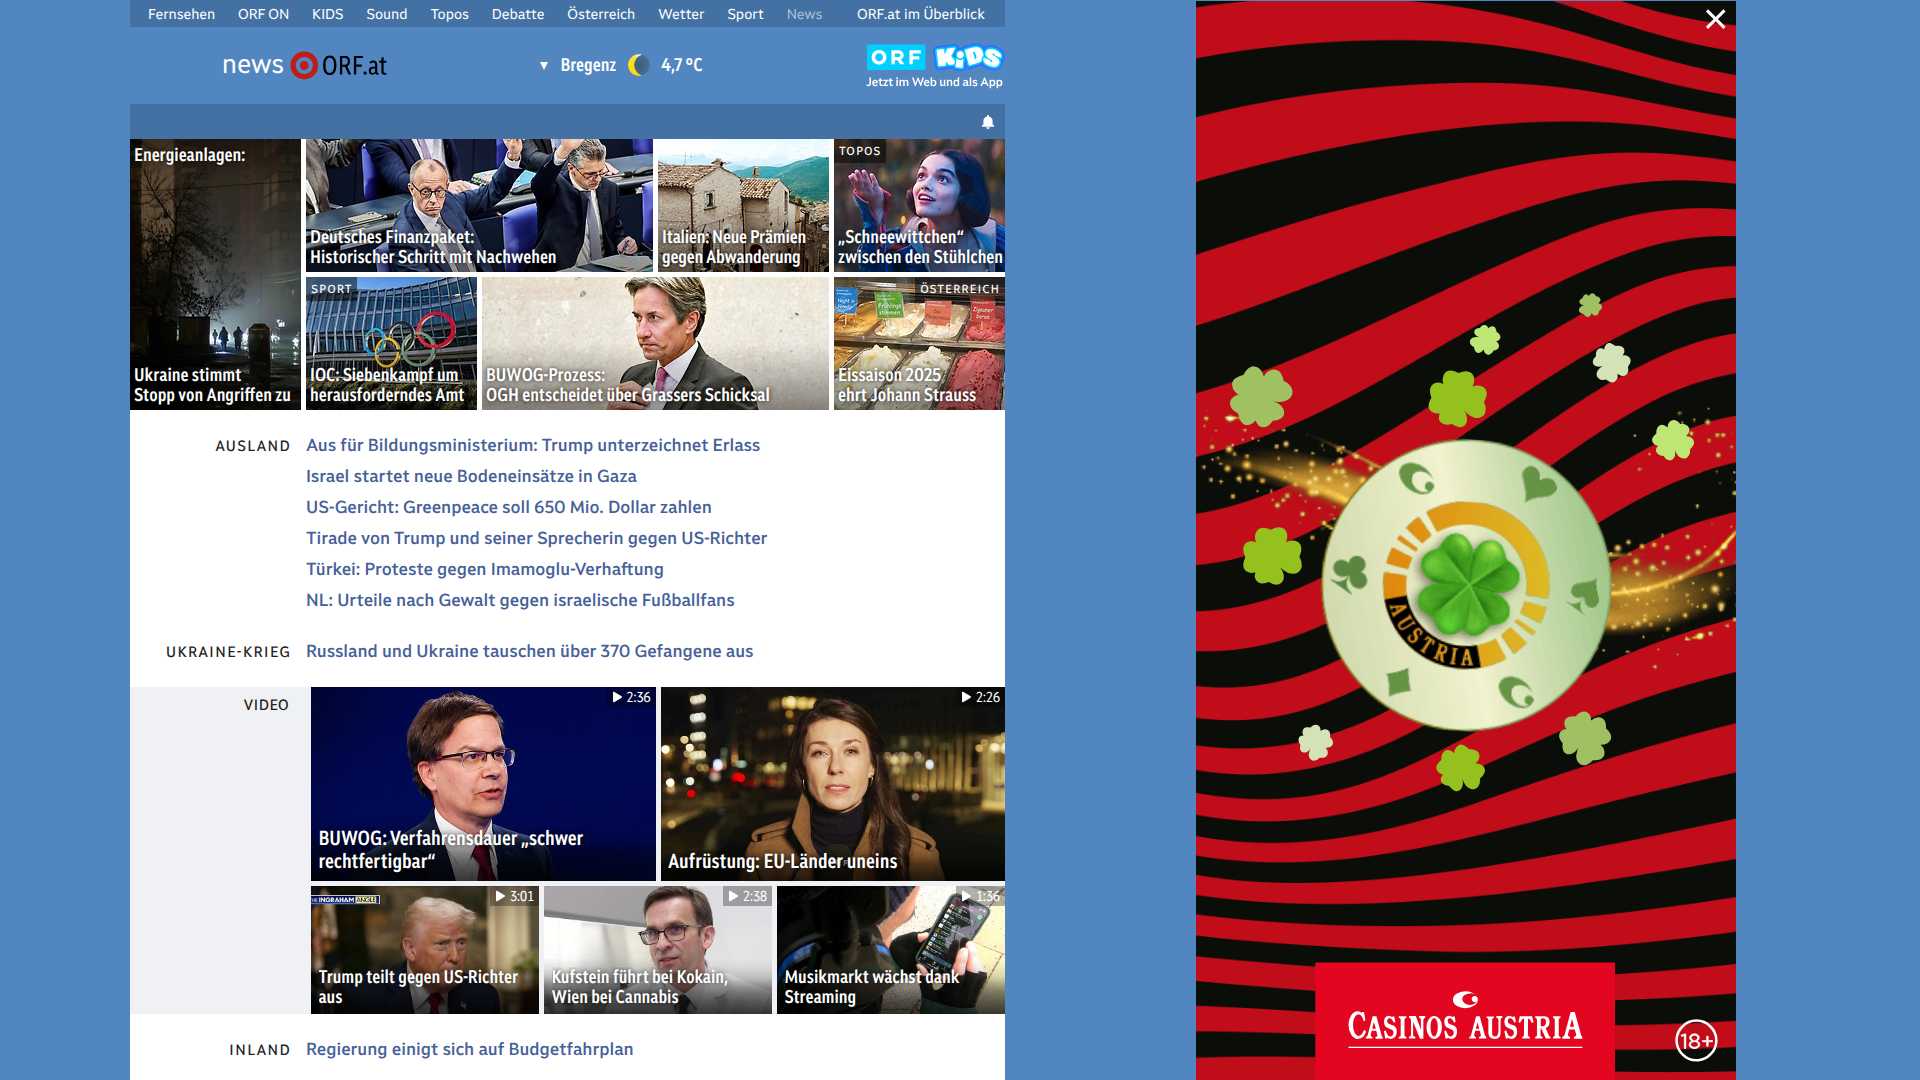 Fernsehen ORF ON KIDS Sound Topos Debatte Österreich Wetter Sport News ORF.at im Überblick
news ORF.at
Bregenz 4,7 °C
ORF KIDS
Jetzt im Web und als App
Energieanlagen:
Ukraine stimmt
Stopp von Angriffen zu
Deutsches Finanzpaket:
Historischer Schritt mit Nachwehen
Italien: Neue Prämien
gegen Abwanderung
TOPOS
„Schneewittchen“
zwischen den Stühlchen
SPORT
IOC: Siebenkampf um
herausforderndes Amt
BUWOG-Prozess:
OGH entscheidet über Grassers Schicksal
ÖSTERREICH
Eissaison 2025
ehrt Johann Strauss
AUSLAND
Aus für Bildungsministerium: Trump unterzeichnet Erlass
Israel startet neue Bodeneinsätze in Gaza
US-Gericht: Greenpeace soll 650 Mio. Dollar zahlen
Tirade von Trump und seiner Sprecherin gegen US-Richter
Türkei: Proteste gegen Imamoglu-Verhaftung
NL: Urteile nach Gewalt gegen israelische Fußballfans
UKRAINE-KRIEG
Russland und Ukraine tauschen über 370 Gefangene aus
VIDEO
2:36
BUWOG: Verfahrensdauer „schwer
rechtfertigbar“
2:26
Aufrüstung: EU-Länder uneins
3:01
INGRAHAM ANGLE
Trump teilt gegen US-Richter
aus
2:38
Kufstein führt bei Kokain,
Wien bei Cannabis
1:36
Musikmarkt wächst dank
Streaming
INLAND
Regierung einigt sich auf Budgetfahrplan
AUSTRIA
CASINOS AUSTRIA
18+